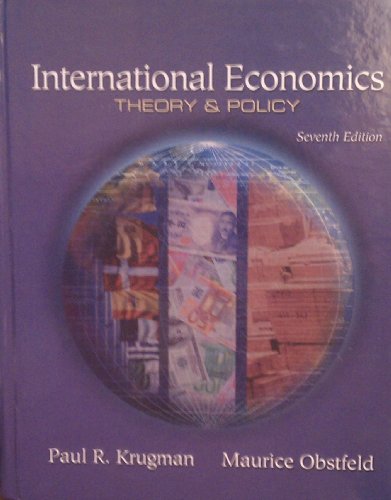 International Economics
THEORY & POLICY
Seventh Edition
Paul R. Krugman Maurice Obstfeld